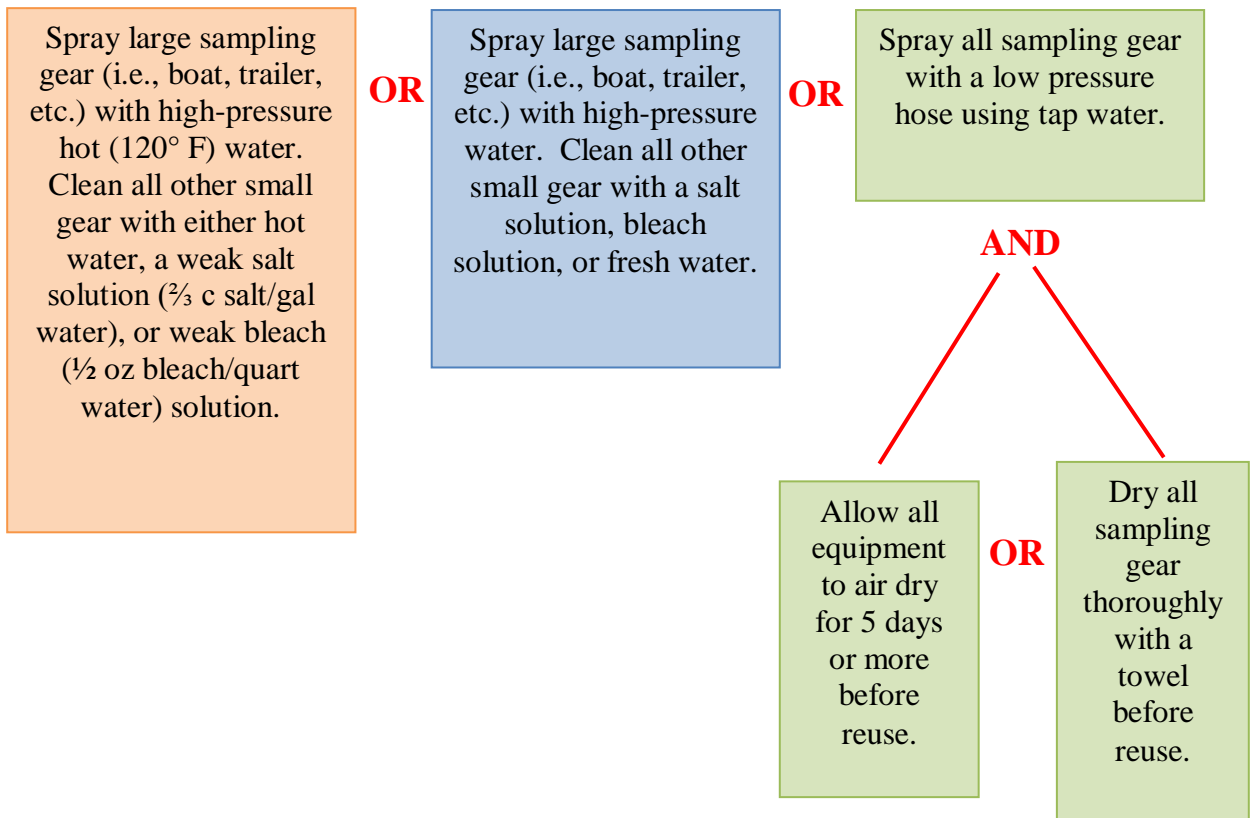 Spray large sampling
gear (i.e., boat, trailer,
etc.) with high-pressure
hot (120° F) water.
Clean all other small
gear with either hot
water, a weak salt
solution (⅔ c salt/gal
water), or weak bleach
(½ oz bleach/quart
water) solution.
OR
Spray large sampling
gear (i.e., boat, trailer,
etc.) with high-pressure
water.  Clean all other
small gear with a salt
solution, bleach
solution, or fresh water.
OR
Spray all sampling gear
with a low pressure
hose using tap water.
AND
Allow all
equipment
to air dry
for 5 days
or more
before
reuse.
OR
Dry all
sampling
gear
thoroughly
with a
towel
before
reuse.